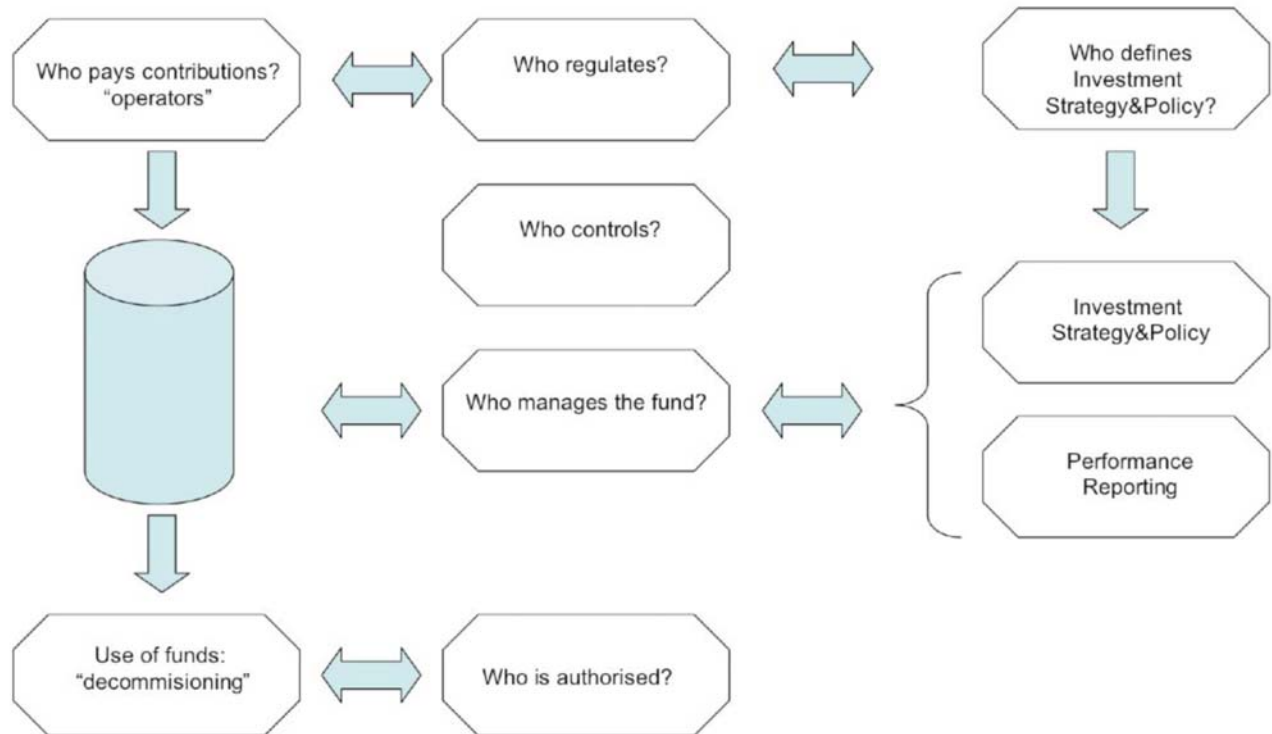 Who pays contributions?
“operators”
Who regulates?
Who defines
Investment
Strategy&Policy?
Who controls?
Investment
Strategy&Policy
Who manages the fund?
Performance
Reporting
Use of funds:
“decommisioning”
Who is authorised?